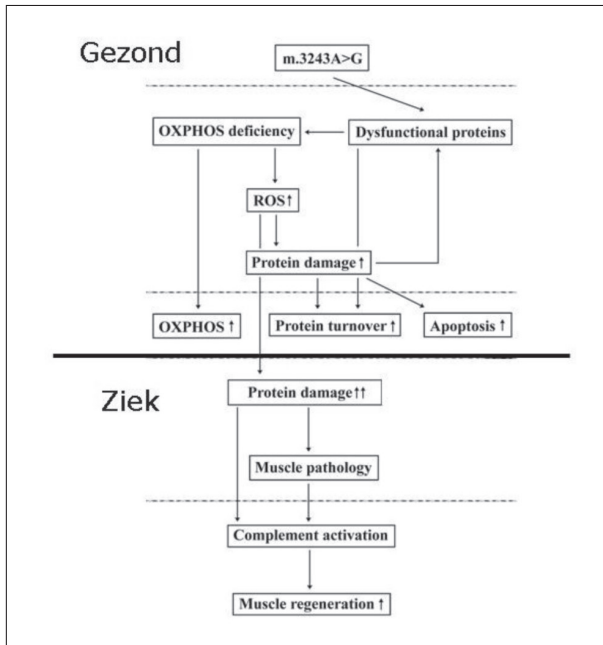 Gezond
m.3243A>G
OXPHOS deficiency
Dysfunctional proteins
ROS↑
Protein damage↑
OXPHOS↑
Protein turnover↑
Apoptosis↑
Ziek
Protein damage↑↑
Muscle pathology
Complement activation
Muscle regeneration↑